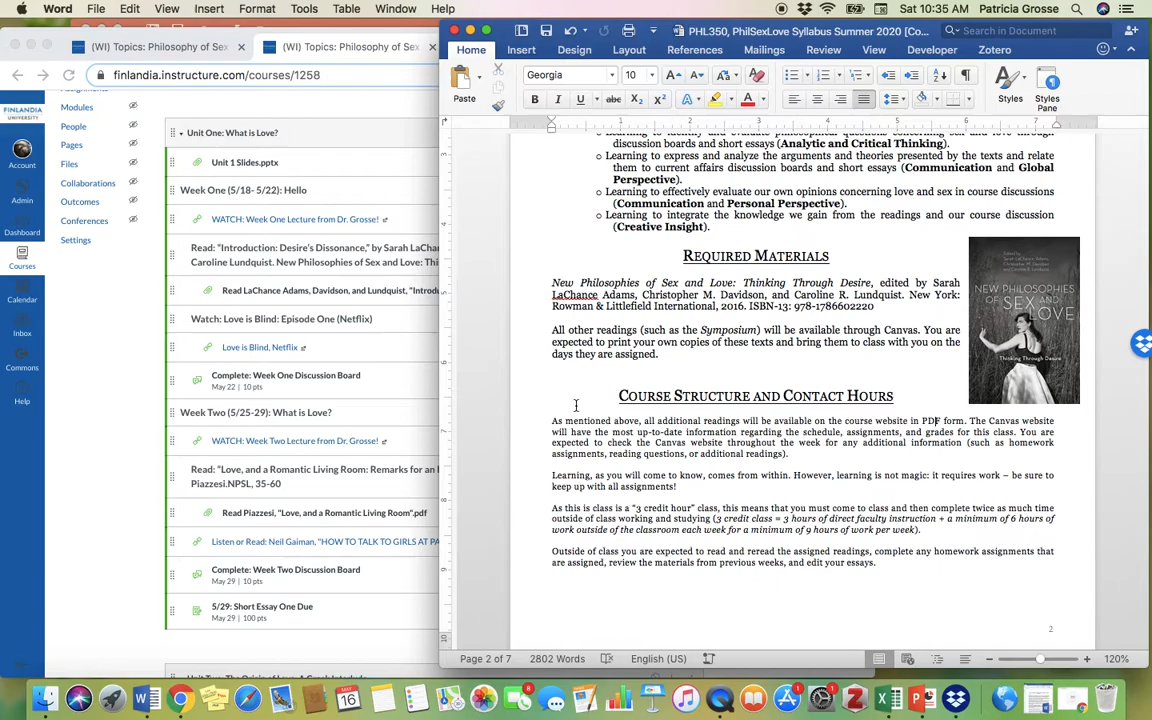 Word File Edit View Insert Format Tools Table Window Help Sat 10:35 AM Patricia Grosse
(WI) Topics: Philosophy of Sex × (WI) Topics: Philosophy of Sex ×
finlandia.instructure.com/courses/1258
FINLANDIA
UNIVERSITY
Account
Admin
Dashboard
Courses
Calendar
Inbox
Commons
Help
Modules
People
Pages
Files
Collaborations
Outcomes
Conferences
Settings
Unit One: What is Love?
Unit 1 Slides.pptx
Week One (5/18- 5/22): Hello
WATCH: Week One Lecture from Dr. Grosse!
Read: "Introduction: Desire's Dissonance," by Sarah LaChanc
Caroline Lundquist. New Philosophies of Sex and Love: Thi
Read LaChance Adams, Davidson, and Lundquist, "Introdu
Watch: Love is Blind: Episode One (Netflix)
Love is Blind, Netflix
Complete: Week One Discussion Board
May 22 | 10 pts
Week Two (5/25-29): What is Love?
WATCH: Week Two Lecture from Dr. Grosse!
Read: "Love, and a Romantic Living Room: Remarks for an
Piazzesi.NPSL, 35-60
Read Piazzesi, "Love, and a Romantic Living Room".pdf
Listen or Read: Neil Gaiman, "HOW TO TALK TO GIRLS AT PA
Complete: Week Two Discussion Board
May 29 | 10 pts
5/29: Short Essay One Due
May 29 | 100 pts
PHL350, PhilSexLove Syllabus Summer 2020 [Co...
Search in Document
Home Insert Design Layout References Mailings Review View Developer Zotero
Paste
Georgia 10
Styles
Styles Pane
discussion boards and short essays (Analytic and Critical Thinking).
o Learning to express and analyze the arguments and theories presented by the texts and relate
them to current affairs discussion boards and short essays (Communication and Global
Perspective).
o Learning to effectively evaluate our own opinions concerning love and sex in course discussions
(Communication and Personal Perspective).
o Learning to integrate the knowledge we gain from the readings and our course discussion
(Creative Insight).
REQUIRED MATERIALS
New Philosophies of Sex and Love: Thinking Through Desire, edited by Sarah
LaChance Adams, Christopher M. Davidson, and Caroline R. Lundquist. New York:
Rowman & Littlefield International, 2016. ISBN-13: 978-1786602220
All other readings (such as the Symposium) will be available through Canvas. You are
expected to print your own copies of these texts and bring them to class with you on the
days they are assigned.
NEW PHILOSOPHIES
OF SEX AND
LOVE
Thinking Through Desire
COURSE STRUCTURE AND CONTACT HOURS
As mentioned above, all additional readings will be available on the course website in PDF form. The Canvas website
will have the most up-to-date information regarding the schedule, assignments, and grades for this class. You are
expected to check the Canvas website throughout the week for any additional information (such as homework
assignments, reading questions, or additional readings).
Learning, as you will come to know, comes from within. However, learning is not magic: it requires work – be sure to
keep up with all assignments!
As this is class is a "3 credit hour" class, this means that you must come to class and then complete twice as much time
outside of class working and studying (3 credit class = 3 hours of direct faculty instruction + a minimum of 6 hours of
work outside of the classroom each week for a minimum of 9 hours of work per week).
Outside of class you are expected to read and reread the assigned readings, complete any homework assignments that
are assigned, review the materials from previous weeks, and edit your essays.
2
Page 2 of 7 2802 Words English (US) 120%